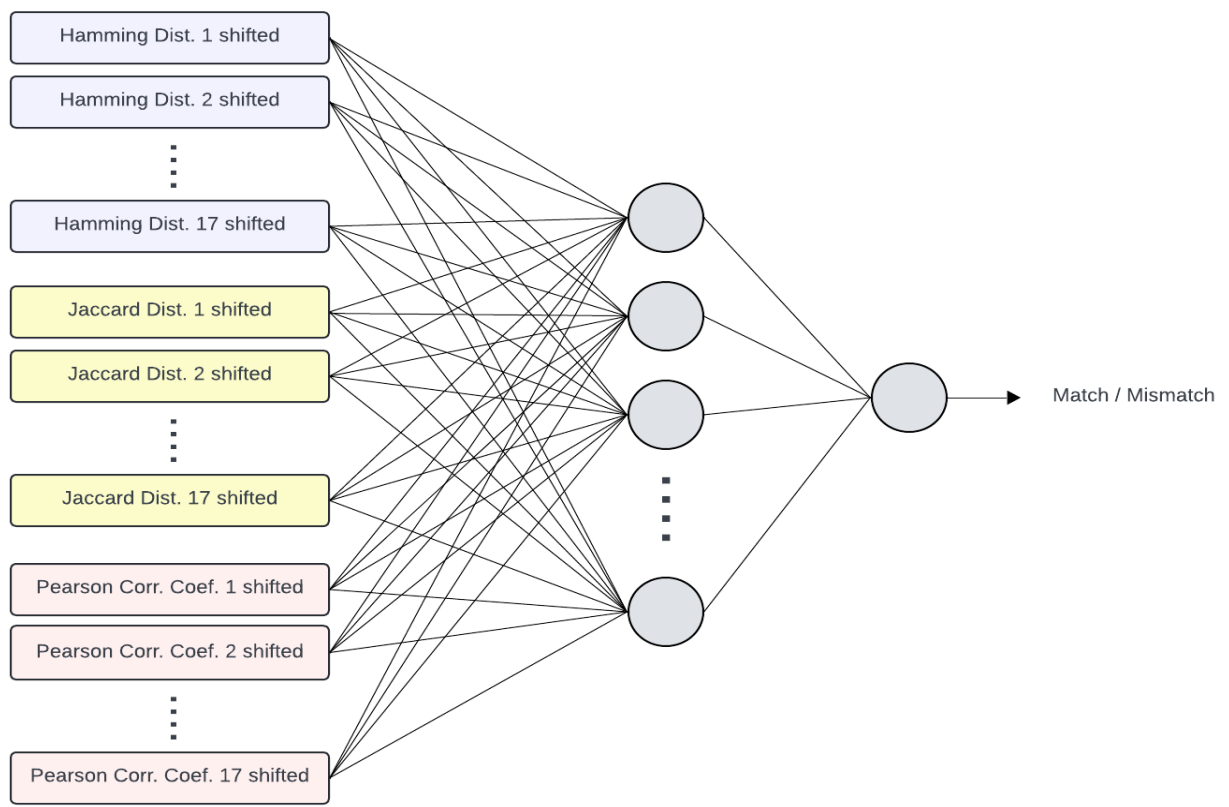 Hamming Dist. 1 shifted
Hamming Dist. 2 shifted
Hamming Dist. 17 shifted
Jaccard Dist. 1 shifted
Jaccard Dist. 2 shifted
Jaccard Dist. 17 shifted
Pearson Corr. Coef. 1 shifted
Pearson Corr. Coef. 2 shifted
Pearson Corr. Coef. 17 shifted
Match / Mismatch